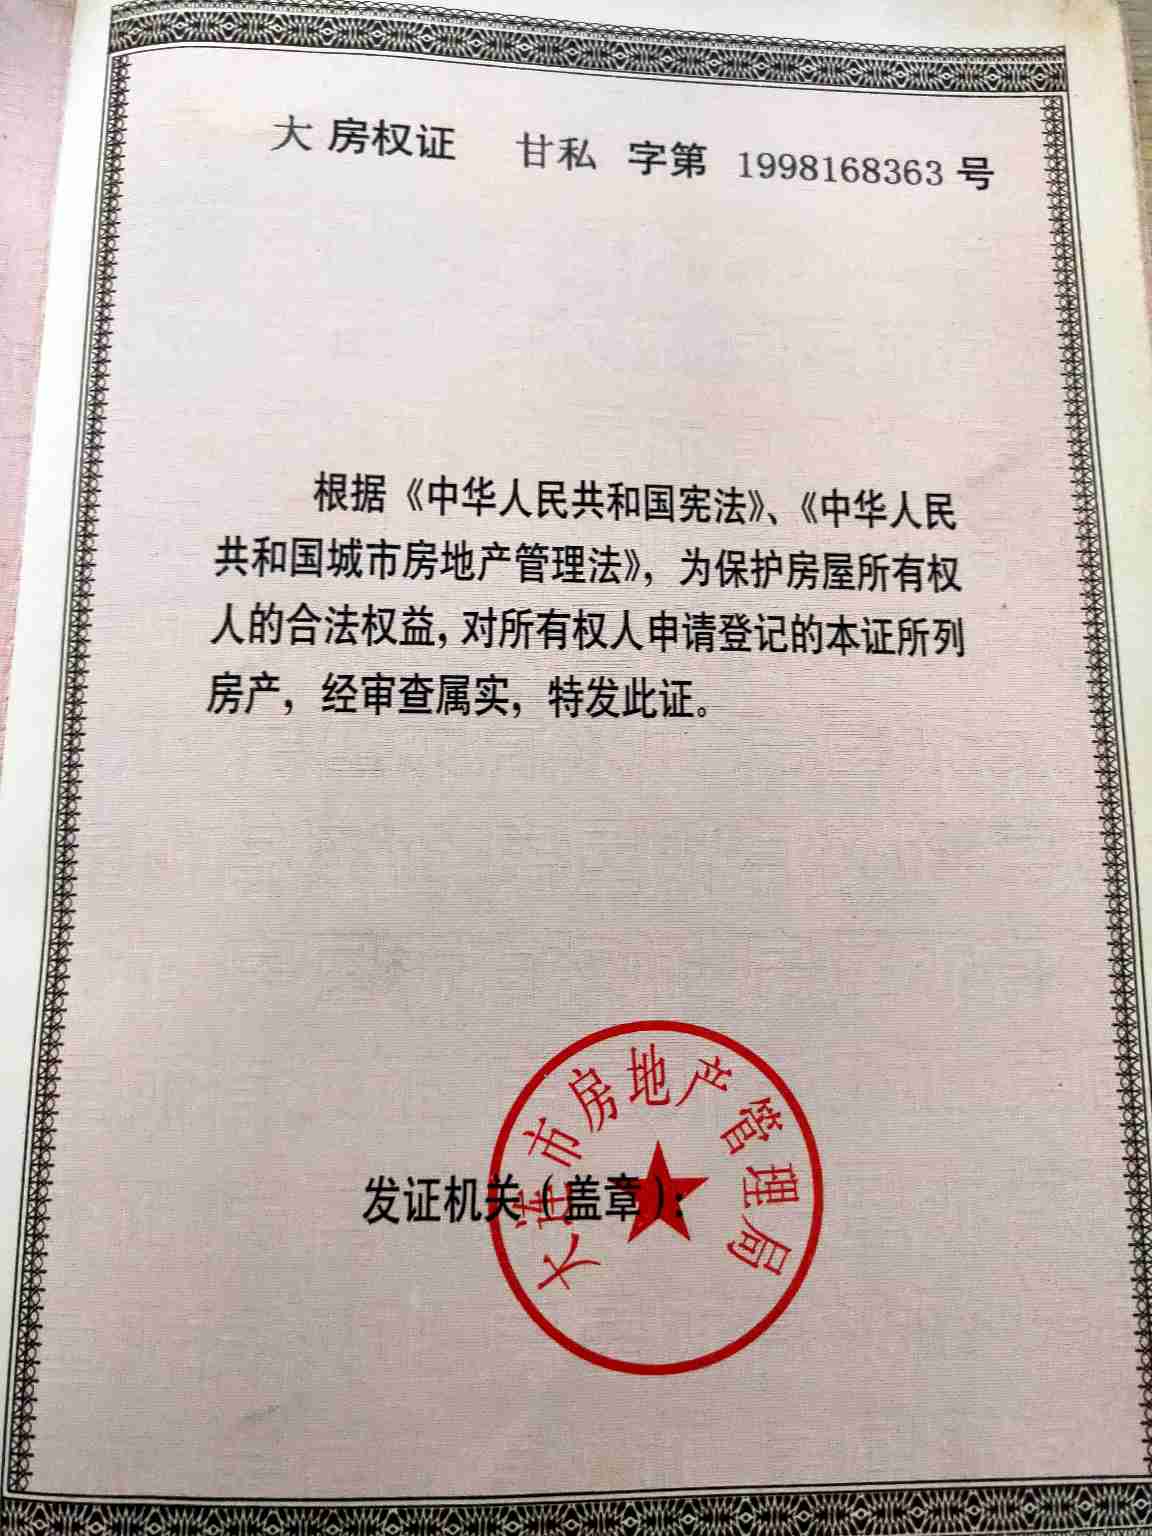 大 房权证 甘私 字第 1998168363 号
根据《中华人民共和国宪法》、《中华人民
共和国城市房地产管理法》，为保护房屋所有权
人的合法权益，对所有权人申请登记的本证所列
房产，经审查属实，特发此证。
发证机关（盖章）：
大连市房地产管理局